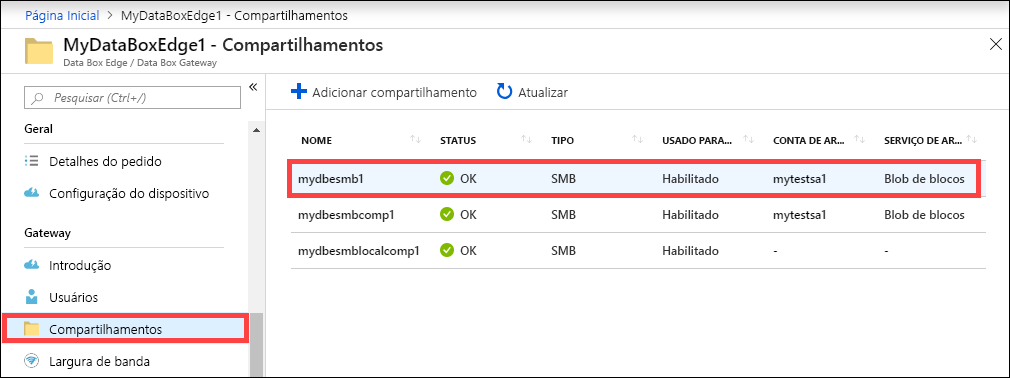 Página Inicial > MyDataBoxEdge1 - Compartilhamentos
MyDataBoxEdge1 - Compartilhamentos
Data Box Edge / Data Box Gateway
Pesquisar (Ctrl+/)
Geral
Detalhes do pedido
Configuração do dispositivo
Gateway
Introdução
Usuários
Compartilhamentos
Largura de banda
Adicionar compartilhamento Atualizar
NOME STATUS TIPO USADO PARA... CONTA DE AR... SERVIÇO DE AR...
mydbesmb1 OK SMB Habilitado mytestsa1 Blob de blocos
mydbesmbcomp1 OK SMB Habilitado mytestsa1 Blob de blocos
mydbesmblocalcomp1 OK SMB Habilitado - -